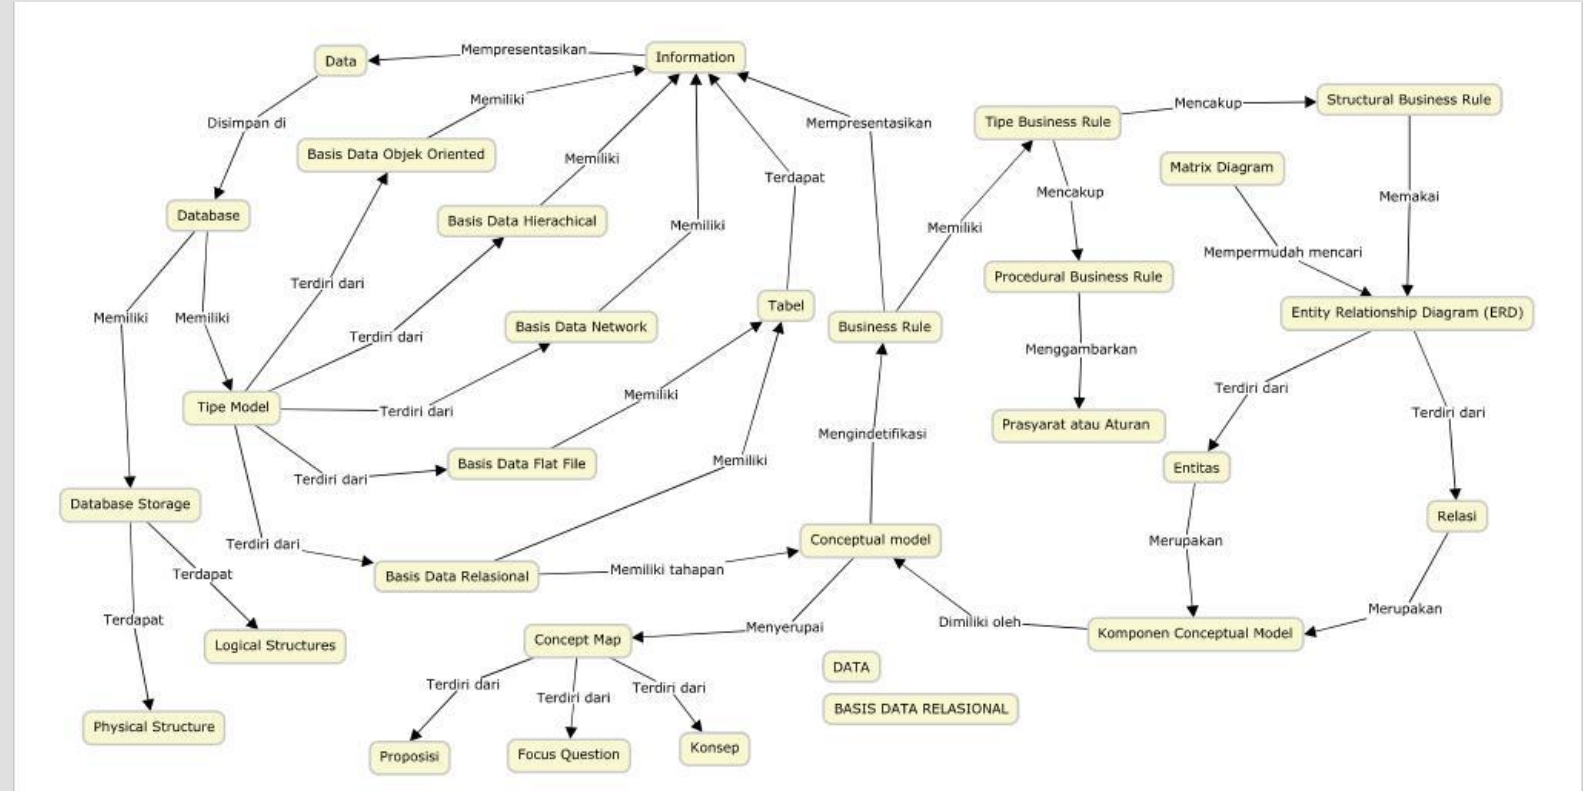 Data
Mempresentasikan
Information
Disimpan di
Memiliki
Basis Data Objek Oriented
Memiliki
Basis Data Hierachical
Memiliki
Terdapat
Mempresentasikan
Tipe Business Rule
Mencakup
Structural Business Rule
Matrix Diagram
Mencakup
Memakai
Memiliki
Mempermudah mencari
Database
Terdiri dari
Procedural Business Rule
Tabel
Entity Relationship Diagram (ERD)
Memiliki
Memiliki
Terdiri dari
Basis Data Network
Business Rule
Menggambarkan
Terdiri dari
Terdiri dari
Tipe Model
Terdiri dari
Memiliki
Prasyarat atau Aturan
Mengindetifikasi
Terdiri dari
Basis Data Flat File
Memiliki
Entitas
Database Storage
Relasi
Terdiri dari
Conceptual model
Merupakan
Terdapat
Basis Data Relasional
Memiliki tahapan
Terdapat
Merupakan
Dimiliki oleh
Komponen Conceptual Model
Menyerupai
Logical Structures
Concept Map
DATA
Terdiri dari
Terdiri dari
Terdiri dari
BASIS DATA RELASIONAL
Physical Structure
Proposisi
Focus Question
Konsep